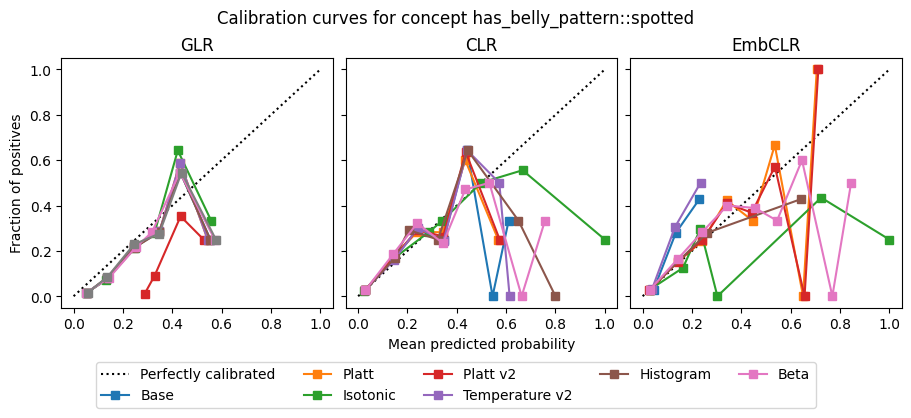 Calibration curves for concept has_belly_pattern::spotted
GLR
CLR
EmbCLR
Fraction of positives
1.0
0.8
0.6
0.4
0.2
0.0
0.0 0.2 0.4 0.6 0.8 1.0
0.0 0.2 0.4 0.6 0.8 1.0
0.0 0.2 0.4 0.6 0.8 1.0
Mean predicted probability
Perfectly calibrated
Base
Platt
Isotonic
Platt v2
Temperature v2
Histogram
Beta